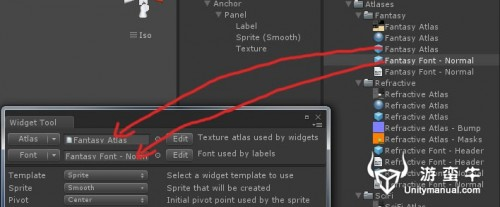 Iso
Anchor
Panel
Label
Sprite (Smooth)
Texture
Atlases
Fantasy
Fantasy Atlas
Fantasy Atlas
Fantasy Atlas
Fantasy Font - Normal
Fantasy Font - Normal
Refractive
Refractive Atlas
Refractive Atlas
Refractive Atlas
Refractive Atlas - Bump
Refractive Atlas - Masks
Refractive Font - Header
Refractive Font - Header
SciFi
Widget Tool
Atlas
Fantasy Atlas
Edit
Texture atlas used by widgets
Font
Fantasy Font - Norm
Edit
Font used by labels
Template
Sprite
Select a widget template to use
Sprite
Smooth
Sprite that will be created
Pivot
Center
Initial pivot point used by the sprite
游蛮牛
Unitymanual.com